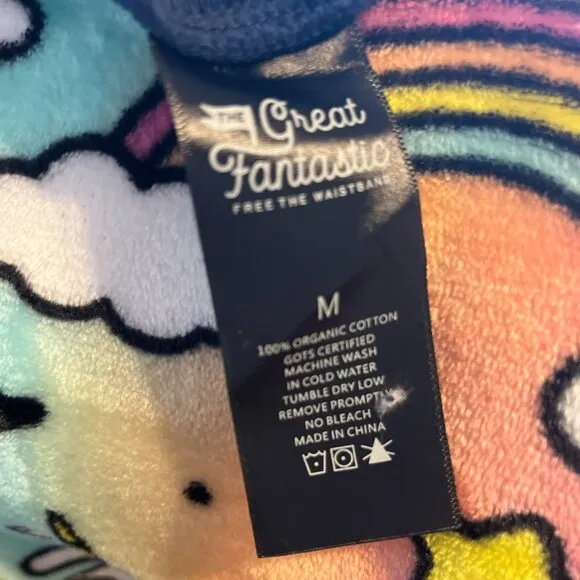 THE Great
Fantastic
FREE THE WAISTBAND
M
100% ORGANIC COTTON
GOTS CERTIFIED
MACHINE WASH
IN COLD WATER
TUMBLE DRY LOW
REMOVE PROMPTLY
NO BLEACH
MADE IN CHINA